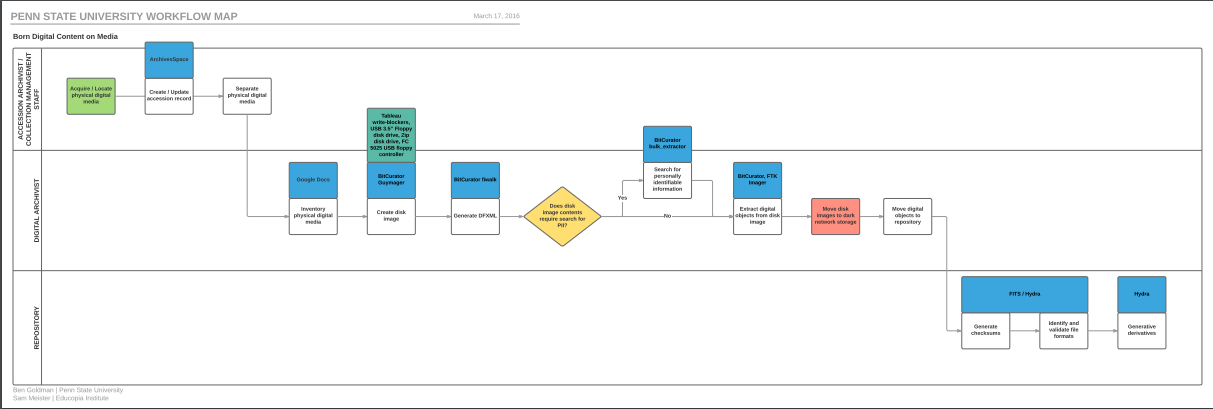 PENN STATE UNIVERSITY WORKFLOW MAP
March 17, 2016
Born Digital Content on Media
ACCESSION ARCHIVIST /
COLLECTION MANAGEMENT
STAFF
Acquire / Locate
physical digital
media
ArchivesSpace
Create / Update
accession record
Separate
physical digital
media
DIGITAL ARCHIVIST
Google Docs
Inventory
physical digital
media
Tableau
write-blockers,
USB 3.5" Floppy
disk drive, Zip
disk drive, FC
5025 USB floppy
controller
BitCurator
Guymager
Create disk
image
BitCurator fiwalk
Generate DFXML
Does disk
image contents
require search for
PII?
Yes
No
BitCurator
bulk_extractor
Search for
personally
identifiable
information
BitCurator, FTK
Imager
Extract digital
objects from disk
image
Move disk
images to dark
network storage
Move digital
objects to
repository
REPOSITORY
FITS / Hydra
Generate
checksums
Identify and
validate file
formats
Hydra
Generative
derivatives
Ben Goldman | Penn State University
Sam Meister | Educopia Institute